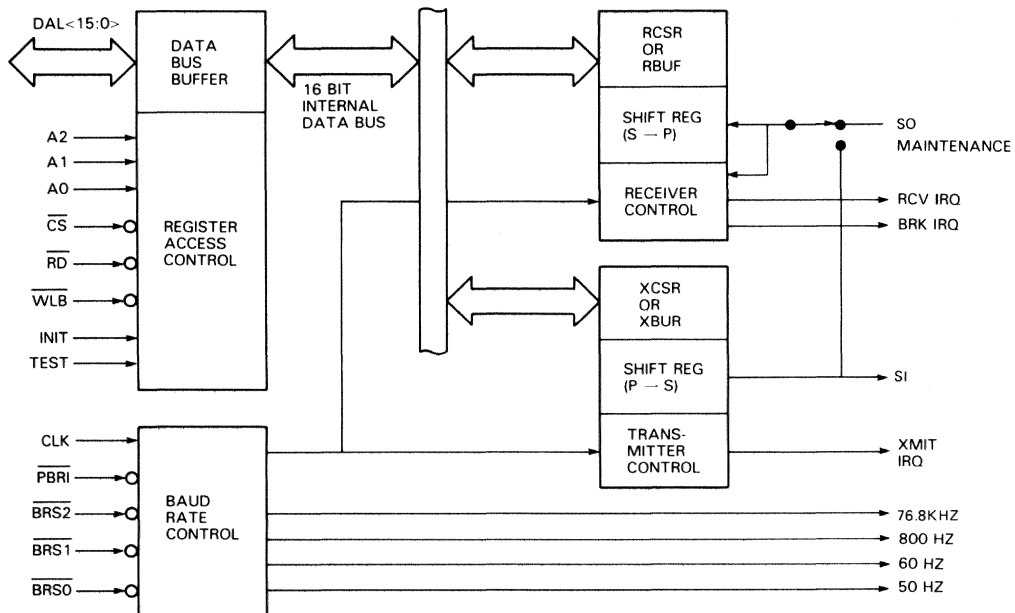 DAL<15:0>
DATA
BUS
BUFFER
16 BIT
INTERNAL
DATA BUS
A2
A1
A0
CS
RD
WLB
INIT
TEST
REGISTER
ACCESS
CONTROL
RCSR
OR
RBUF
SHIFT REG
(S — P)
RECEIVER
CONTROL
SO
MAINTENANCE
RCV IRQ
BRK IRQ
XCSR
OR
XBUR
SHIFT REG
(P — S)
TRANS-
MITTER
CONTROL
SI
XMIT
IRQ
CLK
PBRI
BRS2
BRS1
BRS0
BAUD
RATE
CONTROL
76.8KHZ
800 HZ
60 HZ
50 HZ